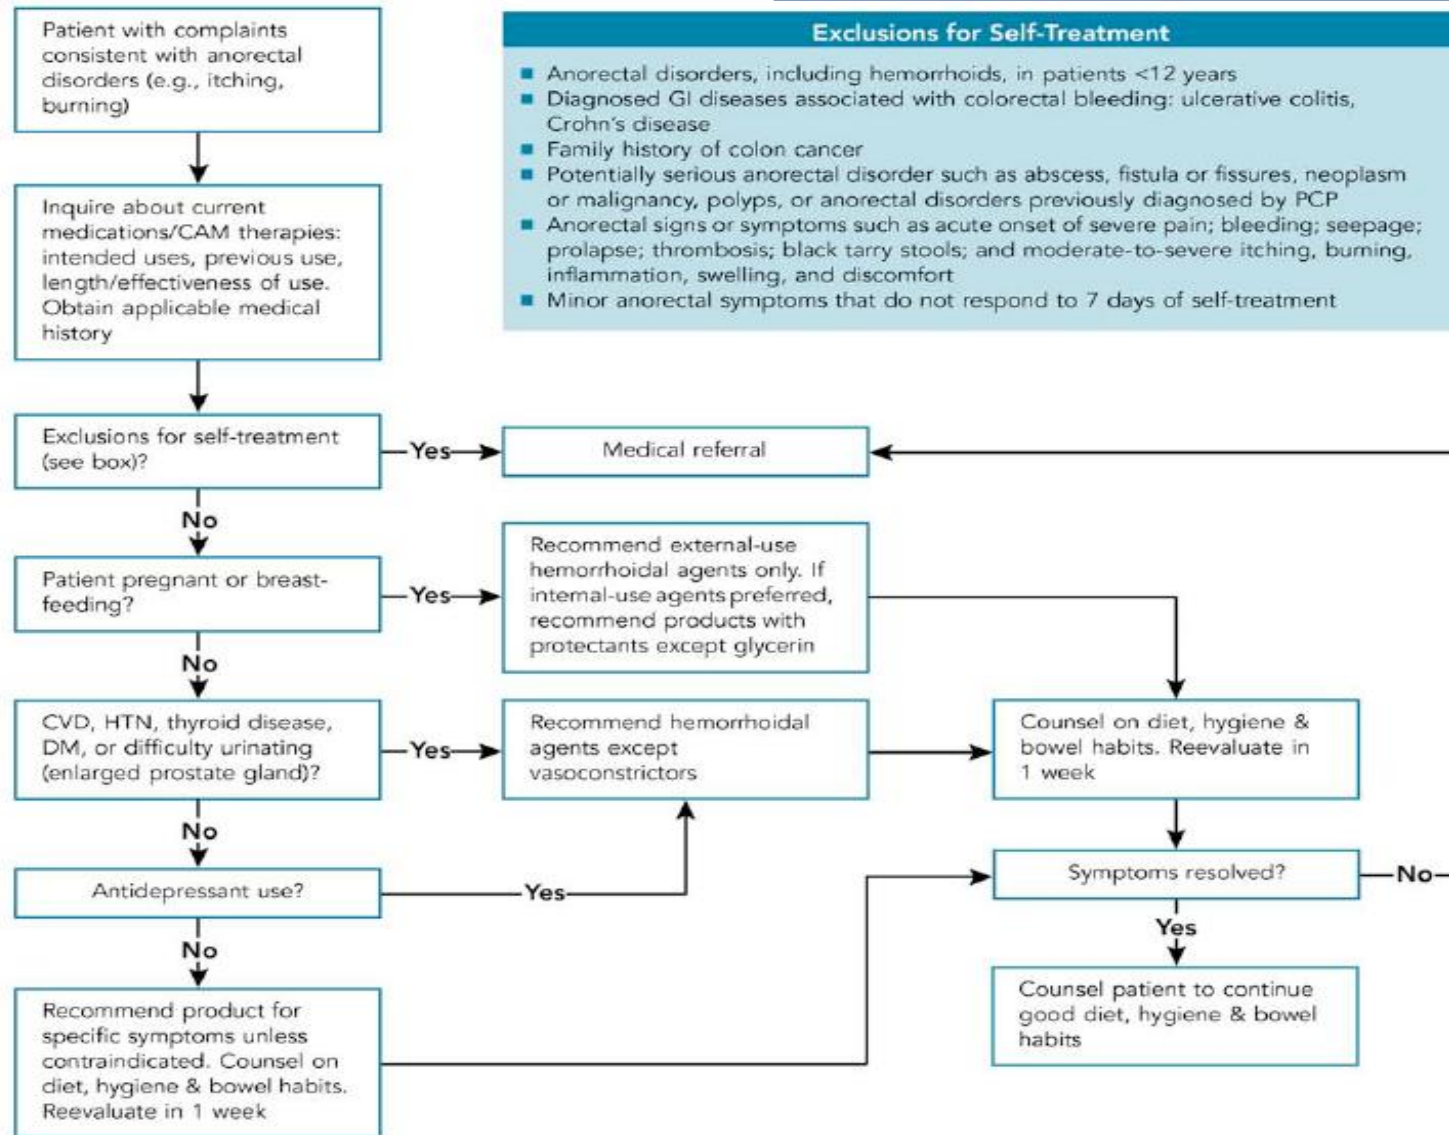 Patient with complaints
consistent with anorectal
disorders (e.g., itching,
burning)
Exclusions for Self-Treatment
■ Anorectal disorders, including hemorrhoids, in patients <12 years
■ Diagnosed GI diseases associated with colorectal bleeding: ulcerative colitis,
Crohn's disease
■ Family history of colon cancer
■ Potentially serious anorectal disorder such as abscess, fistula or fissures, neoplasm
or malignancy, polyps, or anorectal disorders previously diagnosed by PCP
■ Anorectal signs or symptoms such as acute onset of severe pain; bleeding; seepage;
prolapse; thrombosis; black tarry stools; and moderate-to-severe itching, burning,
inflammation, swelling, and discomfort
■ Minor anorectal symptoms that do not respond to 7 days of self-treatment
Inquire about current
medications/CAM therapies:
intended uses, previous use,
length/effectiveness of use.
Obtain applicable medical
history
Exclusions for self-treatment
(see box)?
Yes
Medical referral
No
Patient pregnant or breast-
feeding?
Yes
Recommend external-use
hemorrhoidal agents only. If
internal-use agents preferred,
recommend products with
protectants except glycerin
No
CVD, HTN, thyroid disease,
DM, or difficulty urinating
(enlarged prostate gland)?
Yes
Recommend hemorrhoidal
agents except
vasoconstrictors
Counsel on diet, hygiene &
bowel habits. Reevaluate in
1 week
No
Antidepressant use?
Yes
Symptoms resolved?
No
Yes
No
Recommend product for
specific symptoms unless
contraindicated. Counsel on
diet, hygiene & bowel habits.
Reevaluate in 1 week
Counsel patient to continue
good diet, hygiene & bowel
habits